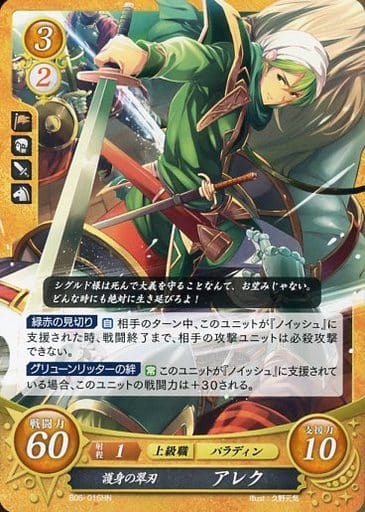 3
2
シグルド様は死んで大義を守ることなんて、お望みじゃない。
どんな時にも絶対に生き延びろよ!
緑赤の見切り 自 相手のターン中、このユニットが『ノイッシュ』に
支援された時、戦闘終了まで、相手の攻撃ユニットは必殺攻撃
できない。
グリューンリッターの絆 常 このユニットが『ノイッシュ』に支援されて
いる場合、このユニットの戦闘力は+30される。
戦闘力
60
射程 1 上級職 パラディン
支援力
10
護身の翠刃 アレク
B06-016HN Illust:久野元気